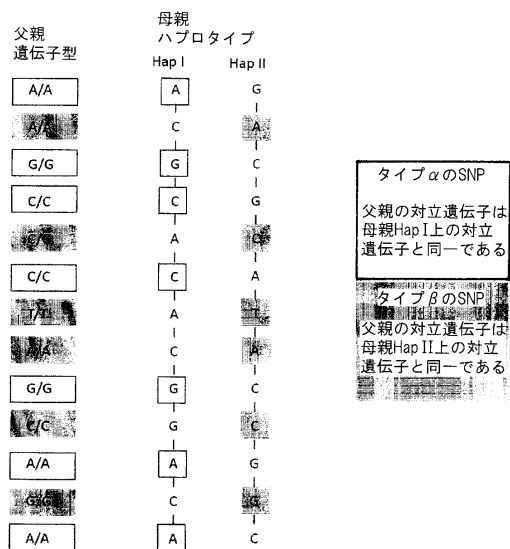 父親
遺伝子型
母親
ハプロタイプ
Hap I Hap II
A/A A G
A/A C A
G/G G C
C/C C G
A C
C/C C A
T/T A T
A/A C A
G/G G C
C/C G C
A/A A G
G/G C G
A/A A C
タイプαのSNP
父親の対立遺伝子は
母親Hap I上の対立
遺伝子と同一である
タイプβのSNP
父親の対立遺伝子は
母親Hap II上の対立
遺伝子と同一である